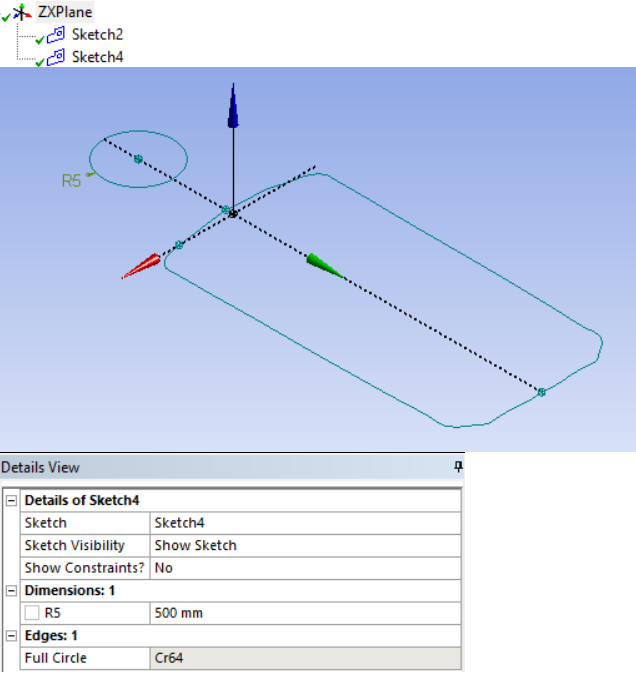 ZXPlane
Sketch2
Sketch4
R5
Details View
Details of Sketch4
Sketch Sketch4
Sketch Visibility Show Sketch
Show Constraints? No
Dimensions: 1
R5 500 mm
Edges: 1
Full Circle Cr64